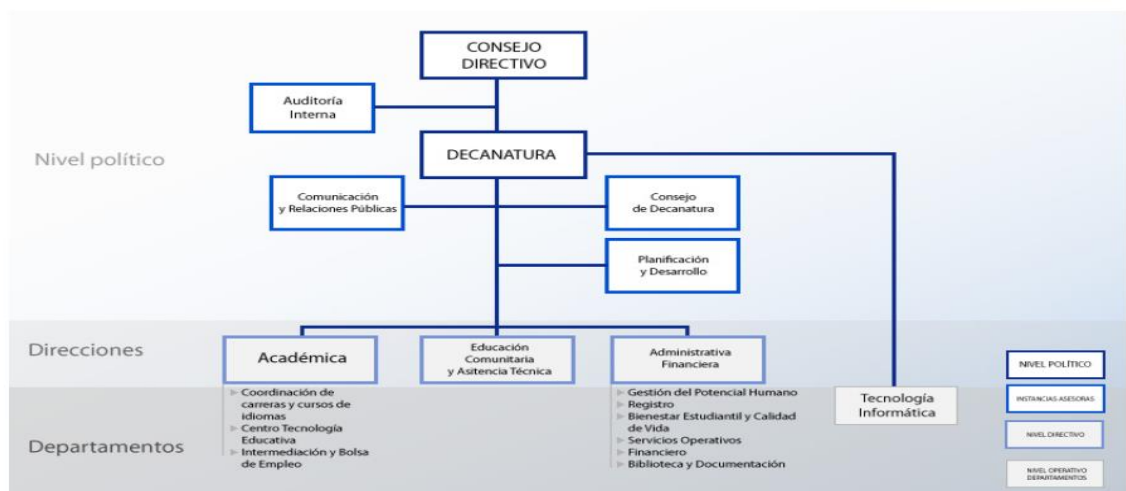 CONSEJO
DIRECTIVO
Auditoría
Interna
Nivel político
DECANATURA
Comunicación
y Relaciones Públicas
Consejo
de Decanatura
Planificación
y Desarrollo
Direcciones
Académica
Educación
Comunitaria
y Asitencia Técnica
Administrativa
Financiera
Departamentos
Coordinación de
carreras y cursos de
idiomas
Centro Tecnología
Educativa
Intermediación y Bolsa
de Empleo
Gestión del Potencial Humano
Registro
Bienestar Estudiantil y Calidad
de Vida
Servicios Operativos
Financiero
Biblioteca y Documentación
Tecnología
Informática
NIVEL POLÍTICO
INSTANCIAS ASESORAS
NIVEL DIRECTIVO
NIVEL OPERATIVO
DEPARTAMENTOS